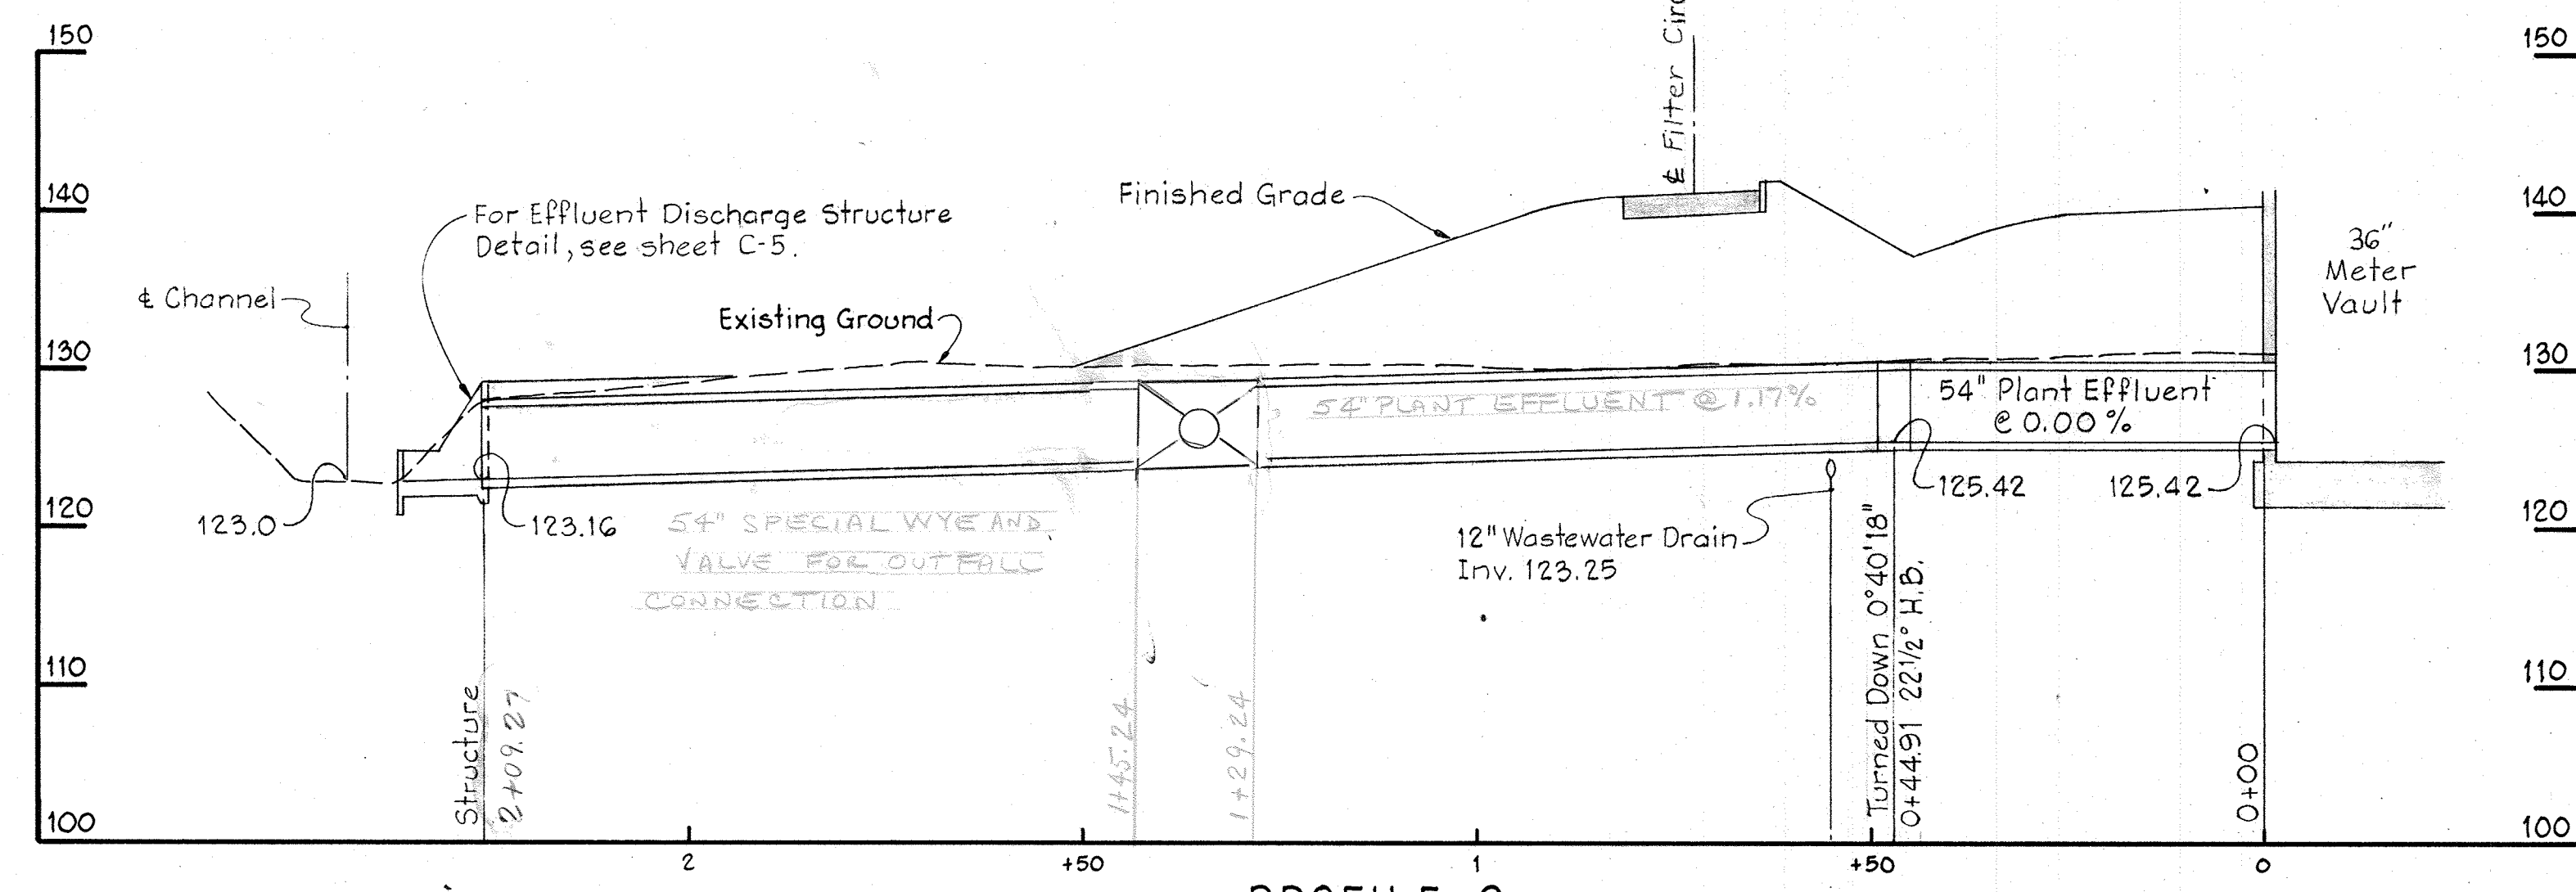 150
140
130
120
110
100
150
140
130
120
110
100
℄ Filter
For Effluent Discharge Structure
Detail, see sheet C-5.
℄ Channel
Existing Ground
Finished Grade
36"
Meter
Vault
54" PLANT EFFLUENT @ 1.17%
54" Plant Effluent
@ 0.00%
123.0
123.16
54" SPECIAL WYE AND
VALVE FOR OUTFALL
CONNECTION
12" Wastewater Drain
Inv. 123.25
125.42
125.42
Structure
2+09.27
1+45.24
1+29.24
Turned Down 0°40'18"
0+44.91 22 1/2° H.B.
0+00
2
+50
1
+50
0